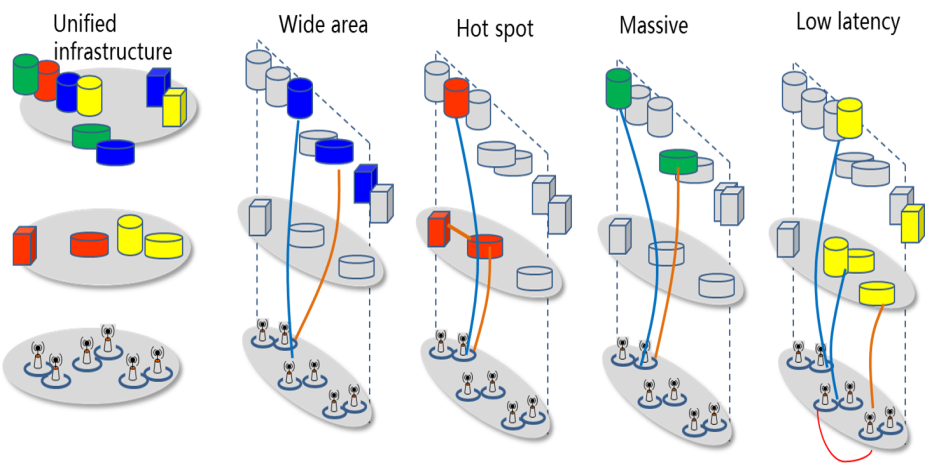 Unified
infrastructure
Wide area
Hot spot
Massive
Low latency